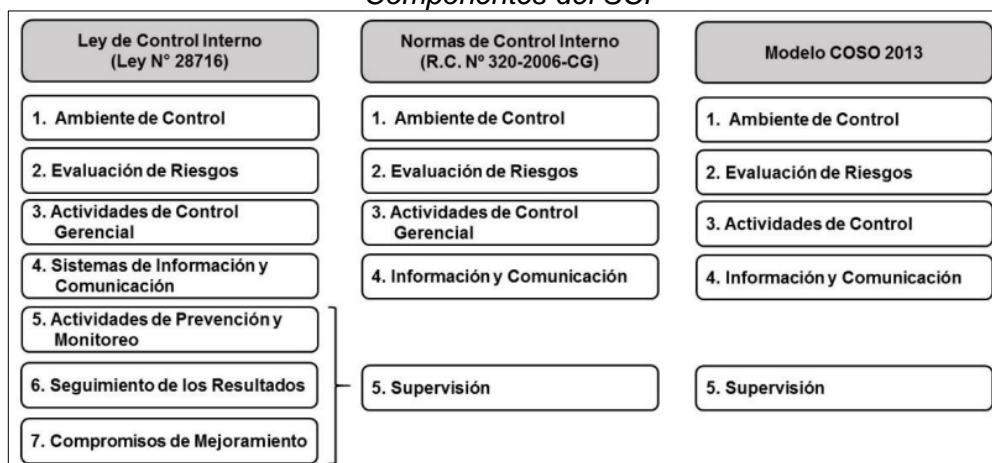 Componentes del SCI
Ley de Control Interno
(Ley N° 28716)
1. Ambiente de Control
2. Evaluación de Riesgos
3. Actividades de Control
Gerencial
4. Sistemas de Información y
Comunicación
5. Actividades de Prevención y
Monitoreo
6. Seguimiento de los Resultados
7. Compromisos de Mejoramiento
Normas de Control Interno
(R.C. Nº 320-2006-CG)
1. Ambiente de Control
2. Evaluación de Riesgos
3. Actividades de Control
Gerencial
4. Información y Comunicación
5. Supervisión
Modelo COSO 2013
1. Ambiente de Control
2. Evaluación de Riesgos
3. Actividades de Control
4. Información y Comunicación
5. Supervisión